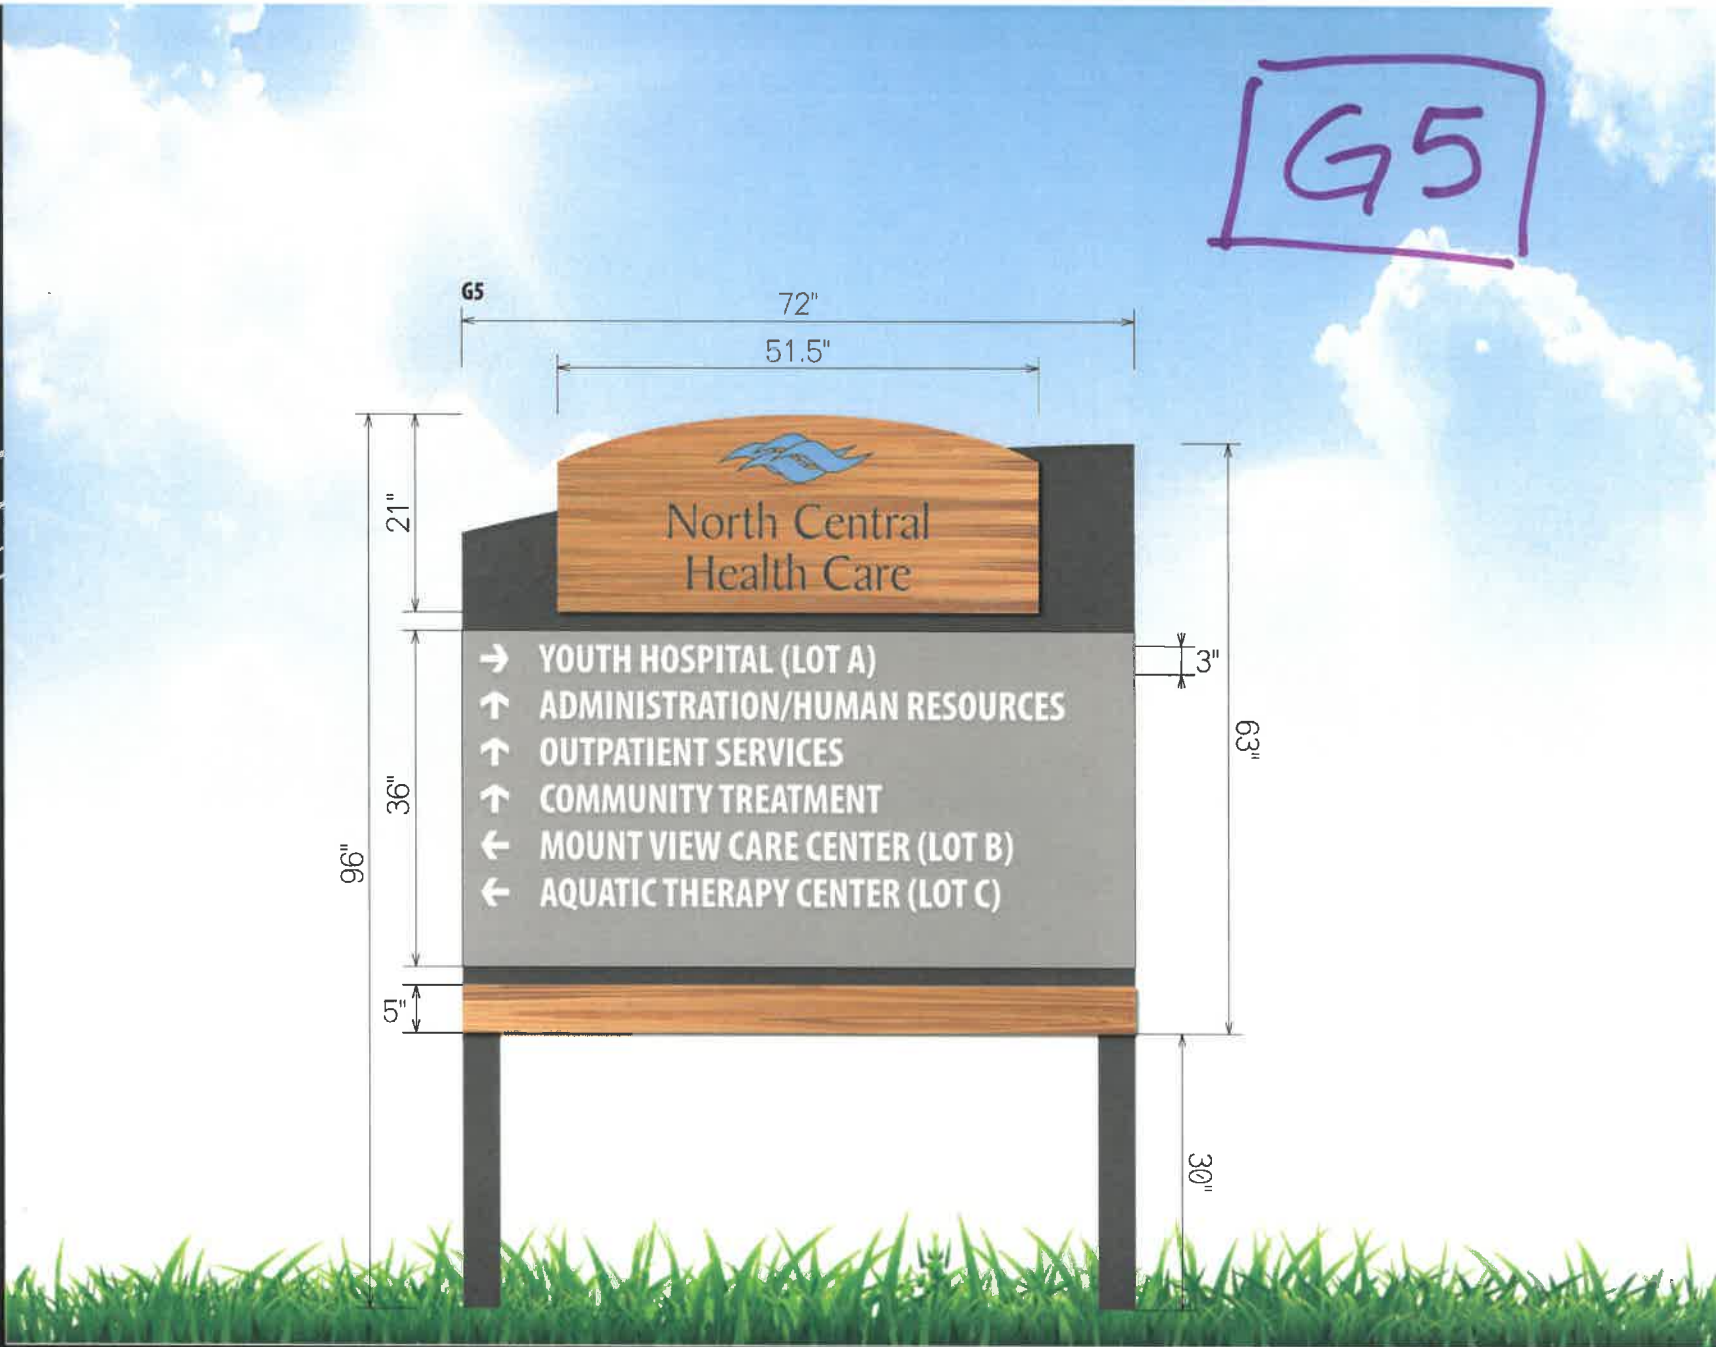 G5
G5
72"
51.5"
North Central
Health Care
21"
→ YOUTH HOSPITAL (LOT A)
↑ ADMINISTRATION/HUMAN RESOURCES
↑ OUTPATIENT SERVICES
↑ COMMUNITY TREATMENT
← MOUNT VIEW CARE CENTER (LOT B)
← AQUATIC THERAPY CENTER (LOT C)
3"
63"
36"
96"
5"
30"